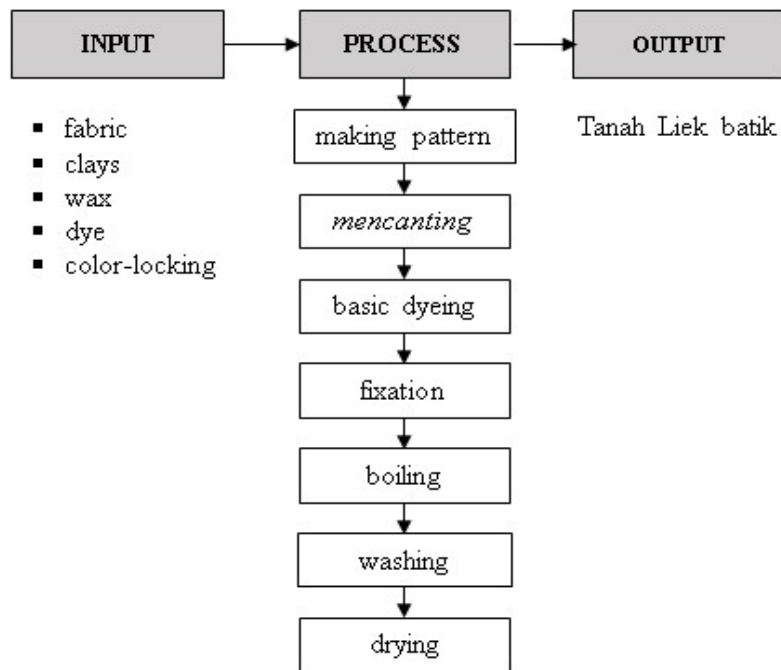 INPUT
PROCESS
OUTPUT
▪ fabric
▪ clays
▪ wax
▪ dye
▪ color-locking
making pattern
mencanting
basic dyeing
fixation
boiling
washing
drying
Tanah Liek batik